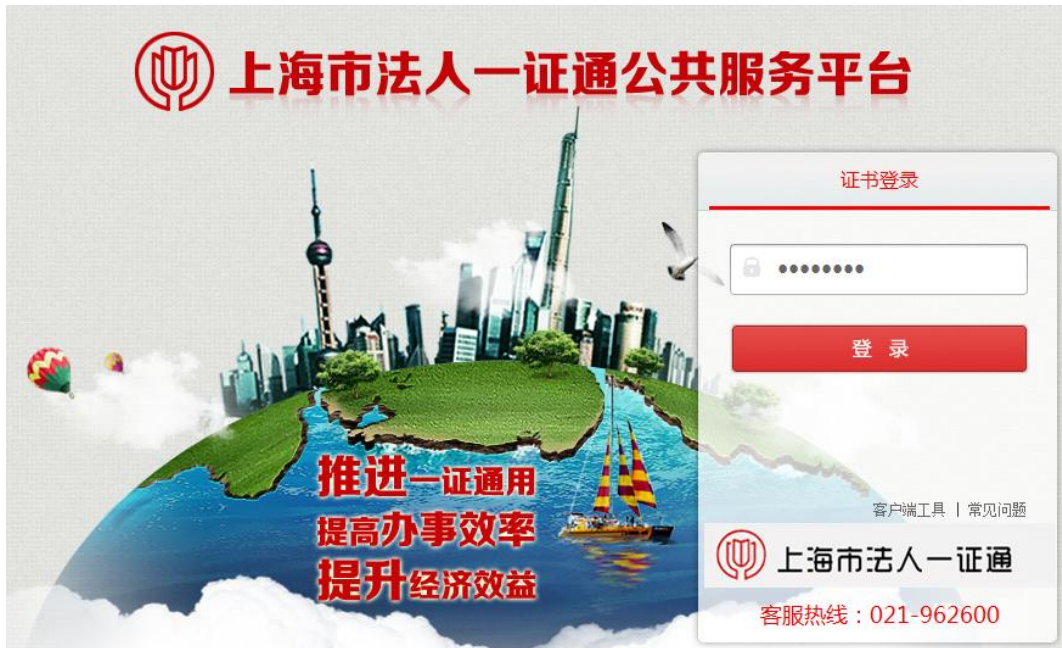 上海市法人一证通公共服务平台
证书登录
••••••••
登 录
推进一证通用
提高办事效率
提升经济效益
客户端工具 | 常见问题
上海市法人一证通
客服热线：021-962600